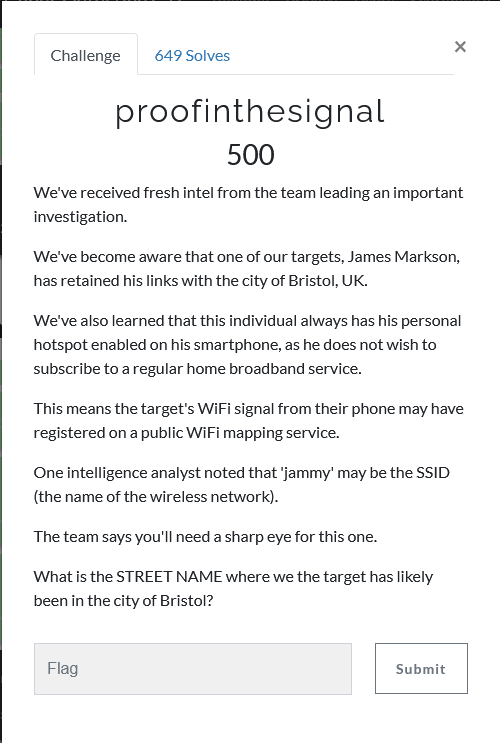 Challenge
649 Solves
×
proofinthesignal
500
We've received fresh intel from the team leading an important
investigation.
We've become aware that one of our targets, James Markson,
has retained his links with the city of Bristol, UK.
We've also learned that this individual always has his personal
hotspot enabled on his smartphone, as he does not wish to
subscribe to a regular home broadband service.
This means the target's WiFi signal from their phone may have
registered on a public WiFi mapping service.
One intelligence analyst noted that 'jammy' may be the SSID
(the name of the wireless network).
The team says you'll need a sharp eye for this one.
What is the STREET NAME where we the target has likely
been in the city of Bristol?
Flag
Submit